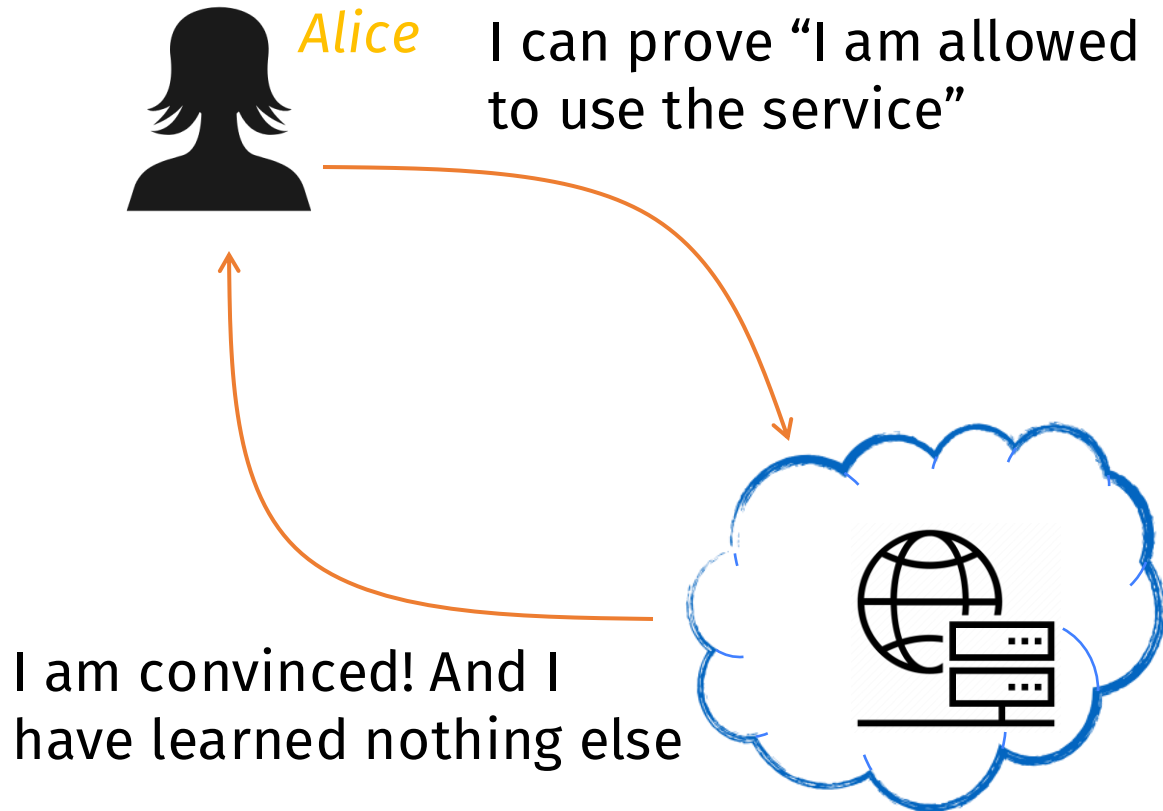 Alice
I can prove “I am allowed
to use the service”
I am convinced! And I
have learned nothing else